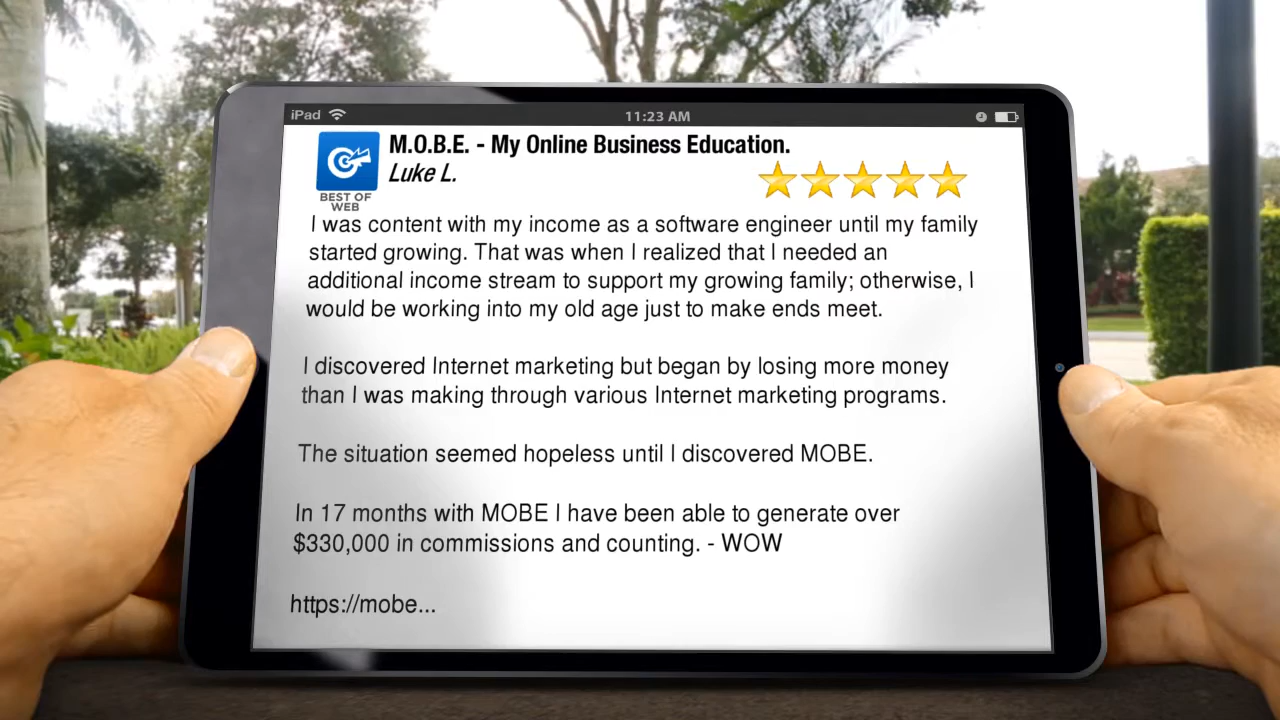 iPad
11:23 AM
M.O.B.E. - My Online Business Education.
Luke L.
BEST OF
WEB
I was content with my income as a software engineer until my family
started growing. That was when I realized that I needed an
additional income stream to support my growing family; otherwise, I
would be working into my old age just to make ends meet.
I discovered Internet marketing but began by losing more money
than I was making through various Internet marketing programs.
The situation seemed hopeless until I discovered MOBE.
In 17 months with MOBE I have been able to generate over
$330,000 in commissions and counting. - WOW
https://mobe...